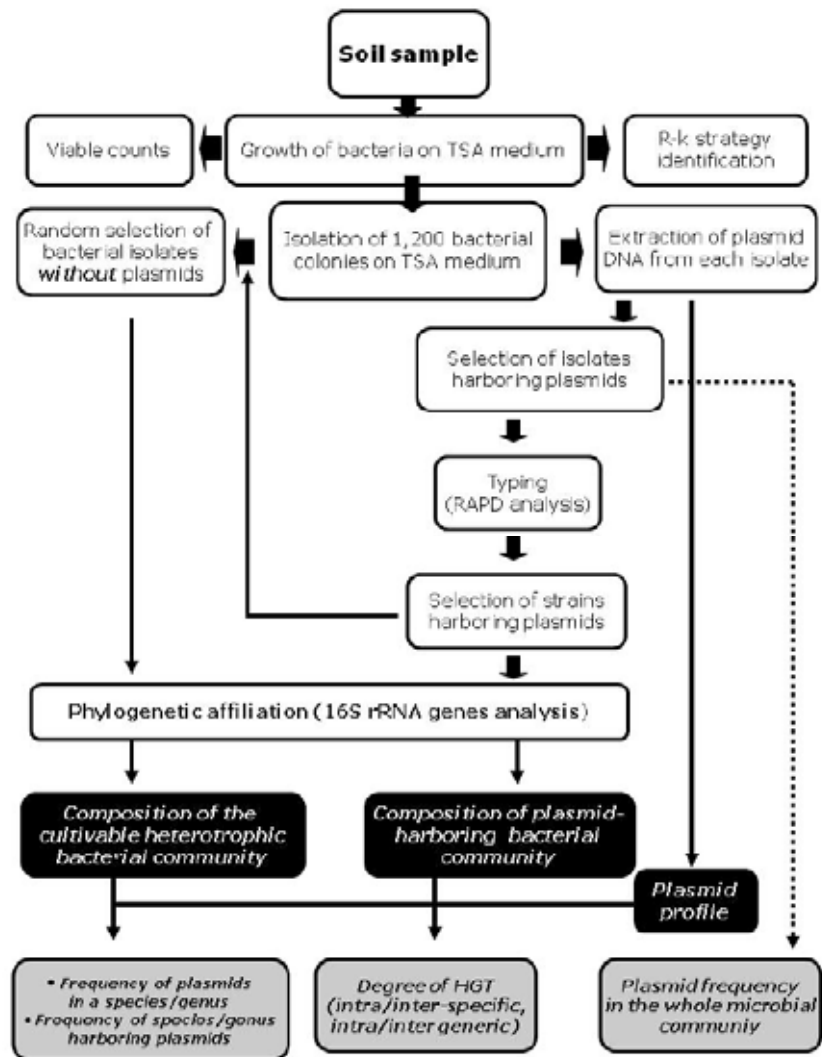 Soil sample
Viable counts
Growth of bacteria on TSA medium
R-k strategy
identification
Random selection of
bacterial isolates
without plasmids
Isolation of 1,200 bacterial
colonies on TSA medium
Extraction of plasmid
DNA from each isolate
Selection of isolates
harboring plasmids
Typing
(RAPD analysis)
Selection of strains
harboring plasmids
Phylogenetic affiliation (16S rRNA genes analysis)
Composition of the
cultivable heterotrophic
bacterial community
Composition of plasmid-
harboring bacterial
community
Plasmid
profile
• Frequency of plasmids
in a species/genus
• Frequency of species/genus
harboring plasmids
Degree of HGT
(intra/inter-specific,
intra/inter generic)
Plasmid frequency
in the whole microbial
communiy